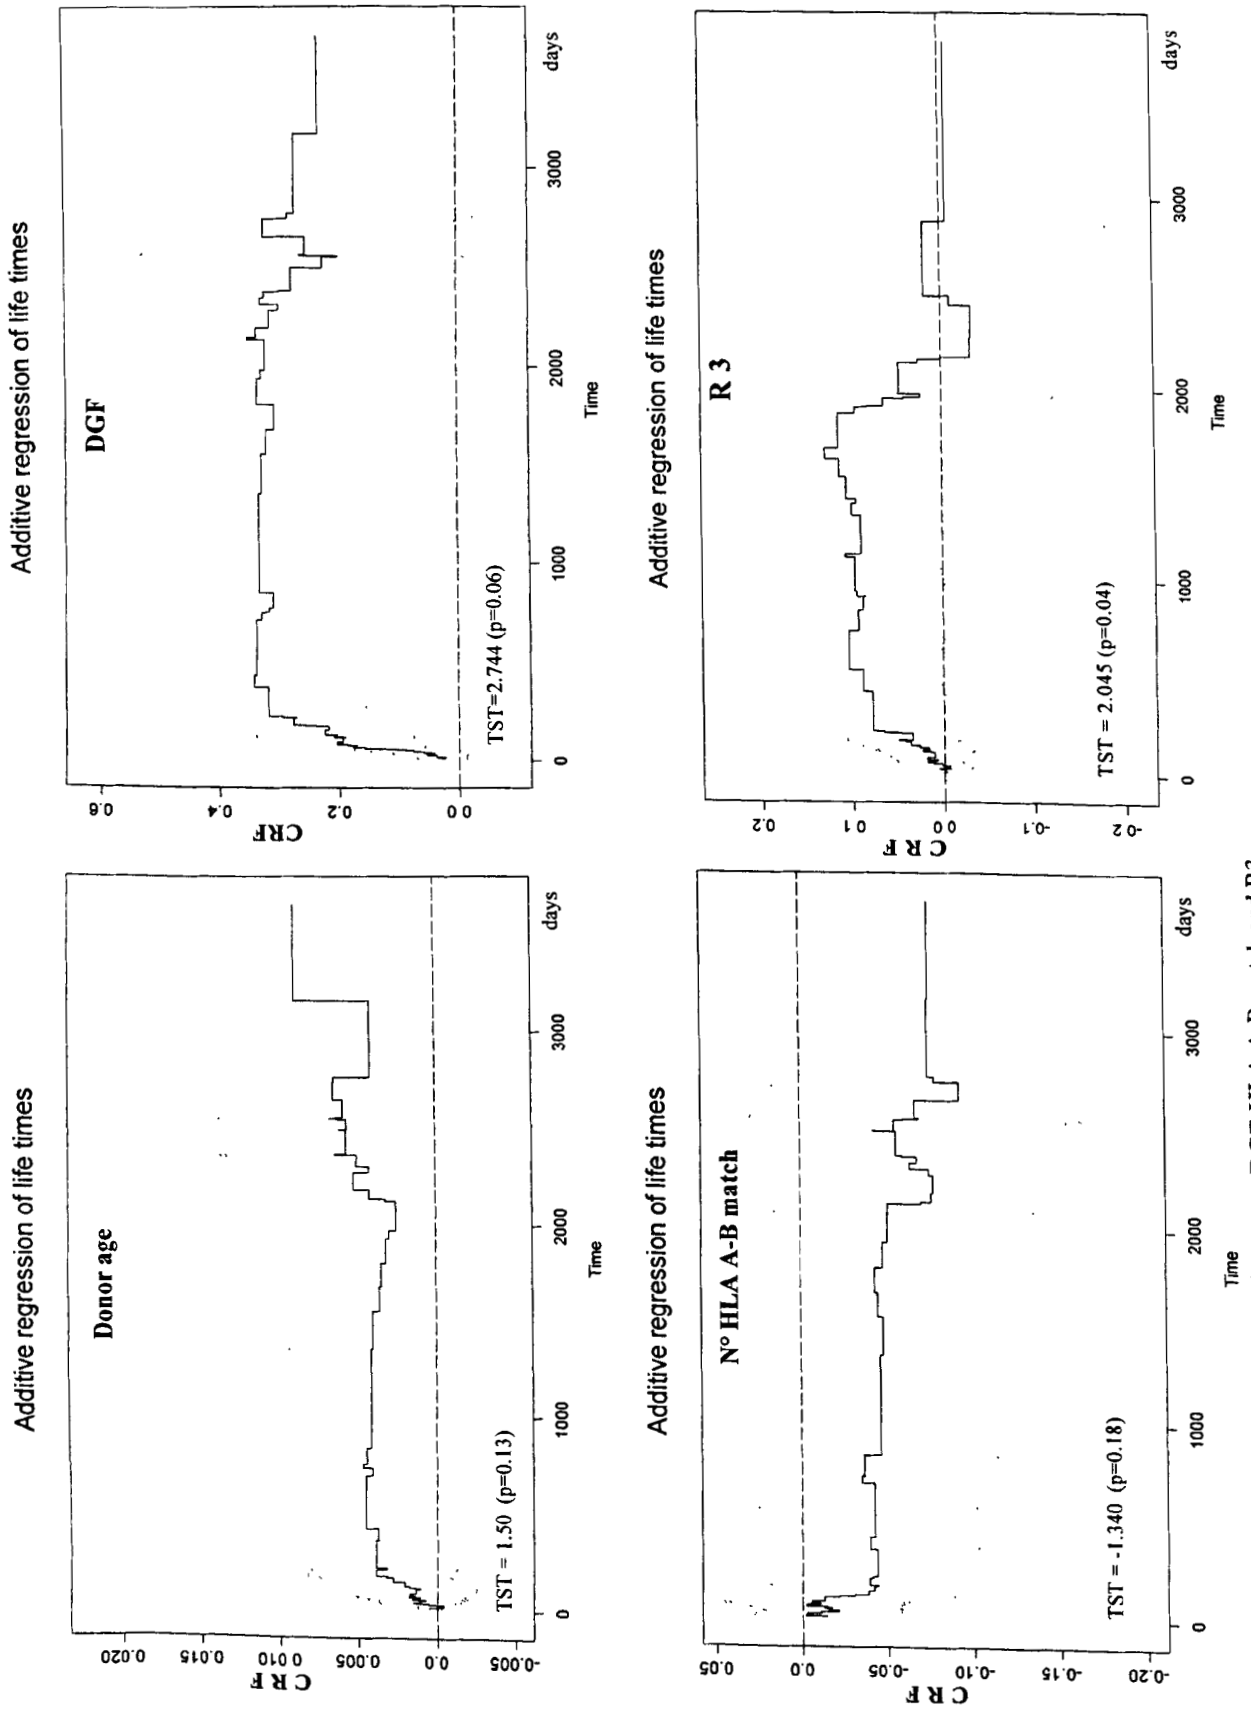 Additive regression of life times
Donor age
CRF
0.020
0.015
0 010
0.005
0.0
-0.005
TST = 1.50 (p=0.13)
0 1000 2000 3000 days
Time
Additive regression of life times
DGF
CRF
0.6
0.4
0.2
0.0
TST=2.744 (p=0.06)
0 1000 2000 3000 days
Time
Additive regression of life times
Nº HLA A-B match
CRF
0.05
0.0
-0.05
-0.10
-0.15
-0.20
TST = -1.340 (p=0.18)
0 1000 2000 3000 days
Time
Additive regression of life times
R 3
CRF
0.2
0 1
0.0
-0.1
-0 2
TST = 2.045 (p=0.04)
0 1000 2000 3000 days
Time